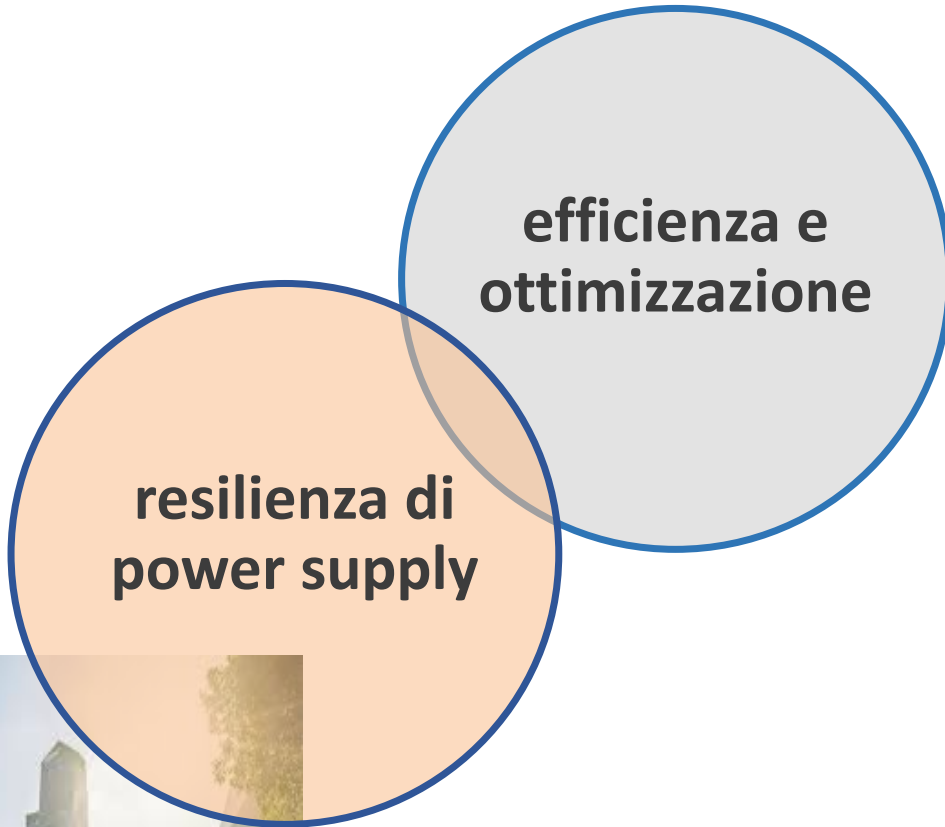 efficienza e
ottimizzazione
resilienza di
power supply